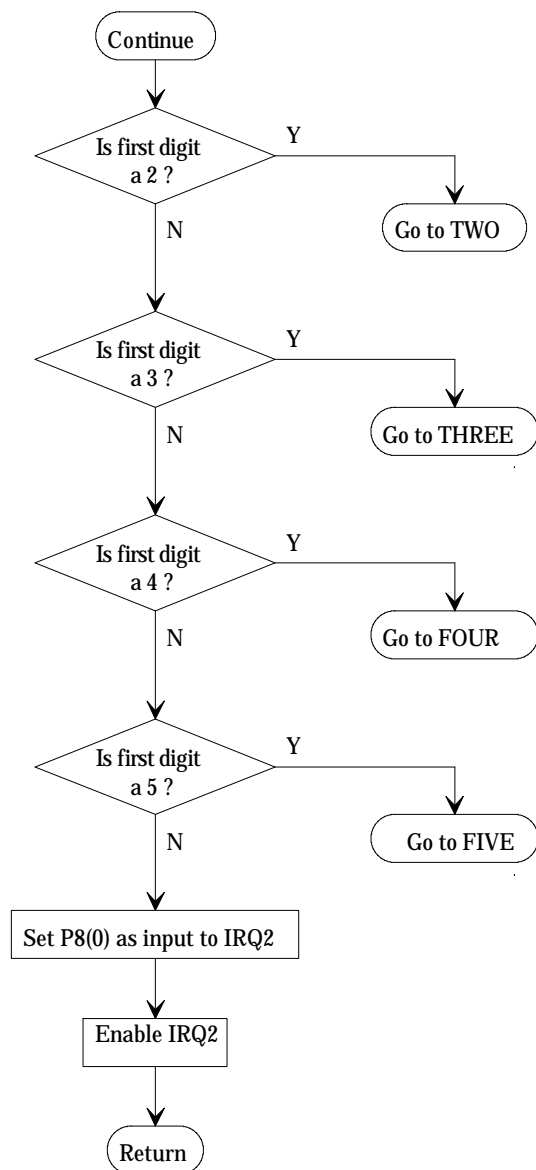 Continue
Is first digit
a 2 ?
Y
Go to TWO
N
Is first digit
a 3 ?
Y
Go to THREE
N
Is first digit
a 4 ?
Y
Go to FOUR
N
Is first digit
a 5 ?
Y
Go to FIVE
N
Set P8(0) as input to IRQ2
Enable IRQ2
Return